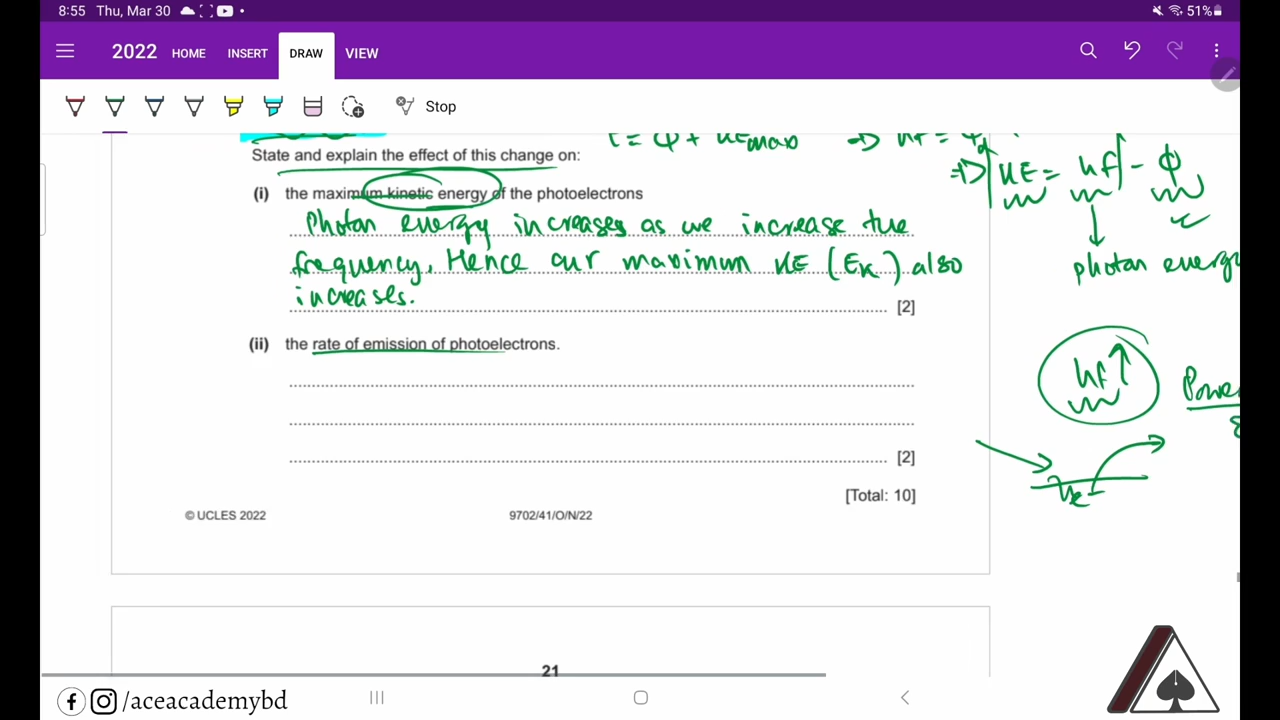 8:55 Thu, Mar 30 51%
2022 HOME INSERT DRAW VIEW
Stop
State and explain the effect of this change on:
⇒ KE = hf - Φ
(i) the maximum kinetic energy of the photoelectrons
Photon energy increases as we increase the
frequency, Hence our maximum KE (EK) also
photon energy
increases.
[2]
(ii) the rate of emission of photoelectrons.
hf↑
[2]
[Total: 10]
© UCLES 2022 9702/41/O/N/22
21
/aceacademybd